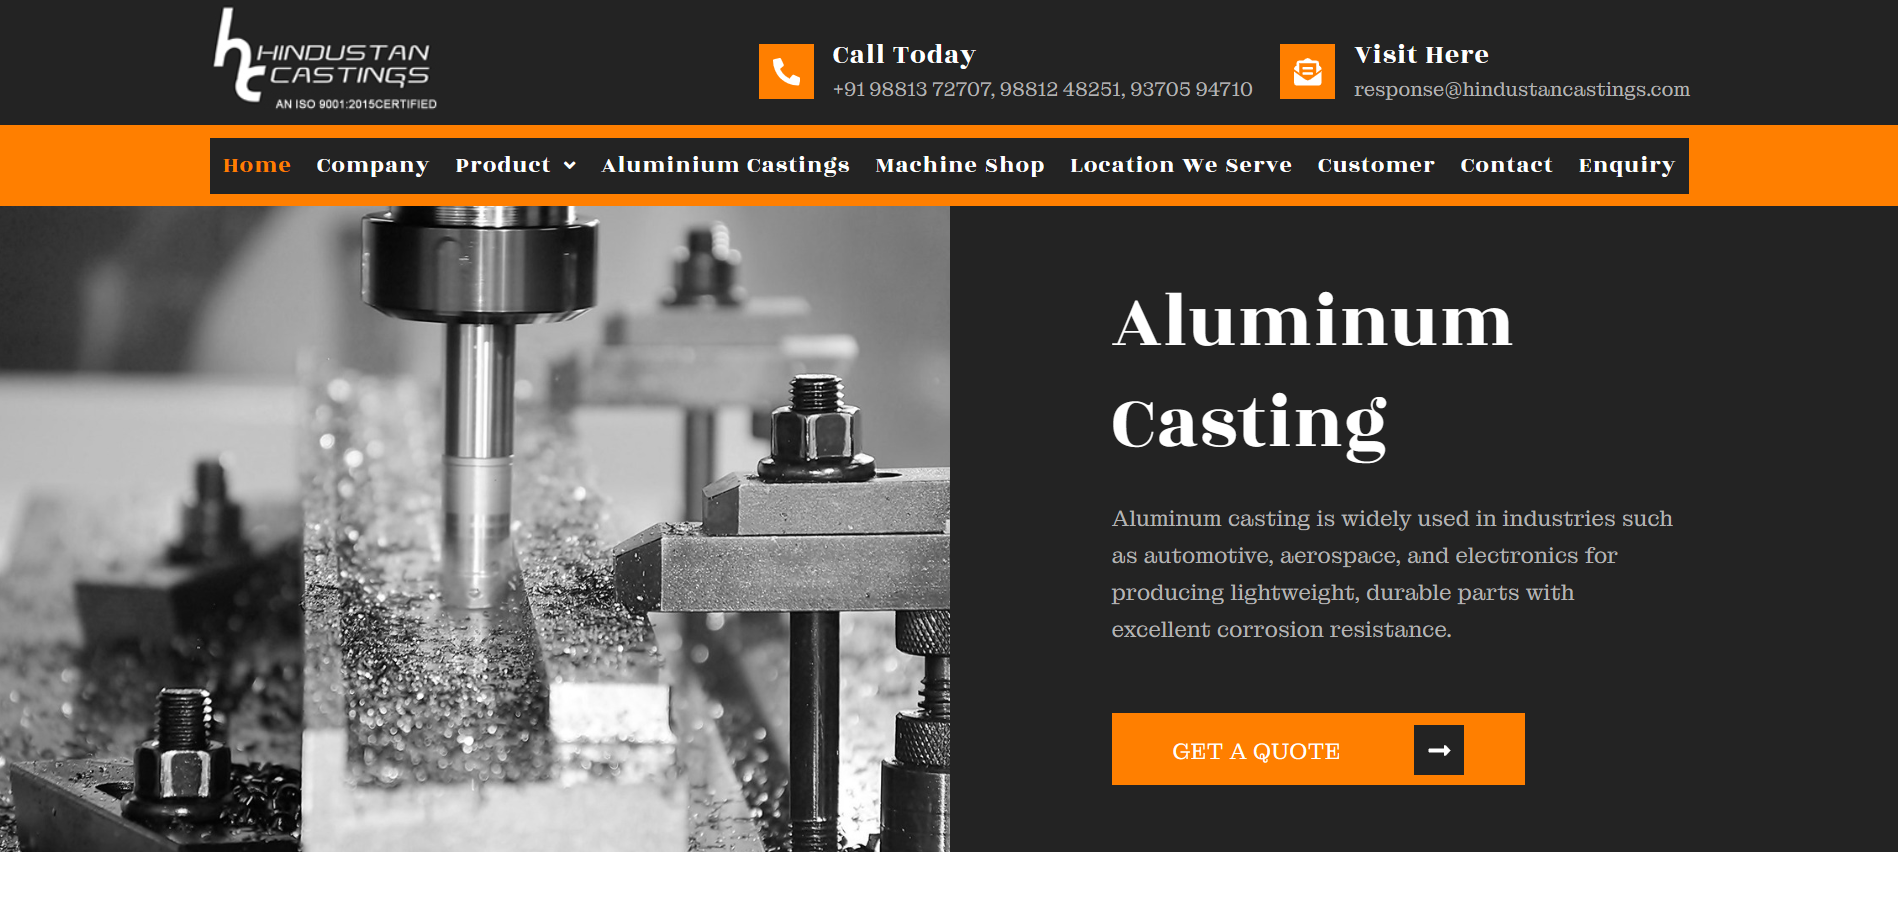 hc HINDUSTAN
CASTINGS
AN ISO 9001:2015CERTIFIED
Call Today
+91 98813 72707, 98812 48251, 93705 94710
Visit Here
response@hindustancastings.com
Home Company Product Aluminium Castings Machine Shop Location We Serve Customer Contact Enquiry
Aluminum
Casting
Aluminum casting is widely used in industries such
as automotive, aerospace, and electronics for
producing lightweight, durable parts with
excellent corrosion resistance.
GET A QUOTE